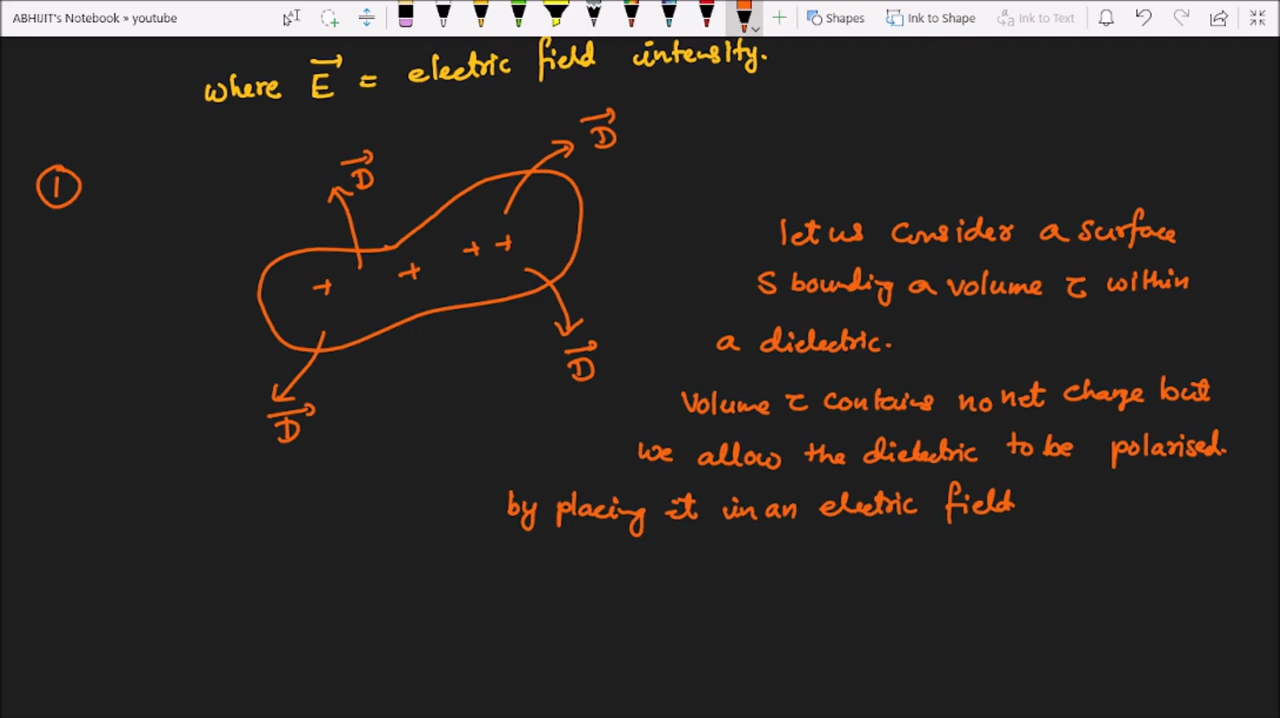 ABHIJIT's Notebook » youtube
Shapes
Ink to Shape
Ink to Text
where E = electric field intensity.
1
D
D
let us consider a surface
S bounding a volume τ within
a dielectric.
D
D
Volume τ contains no net charge but
we allow the dielectric to be polarised.
by placing it in an electric field
+ + + +